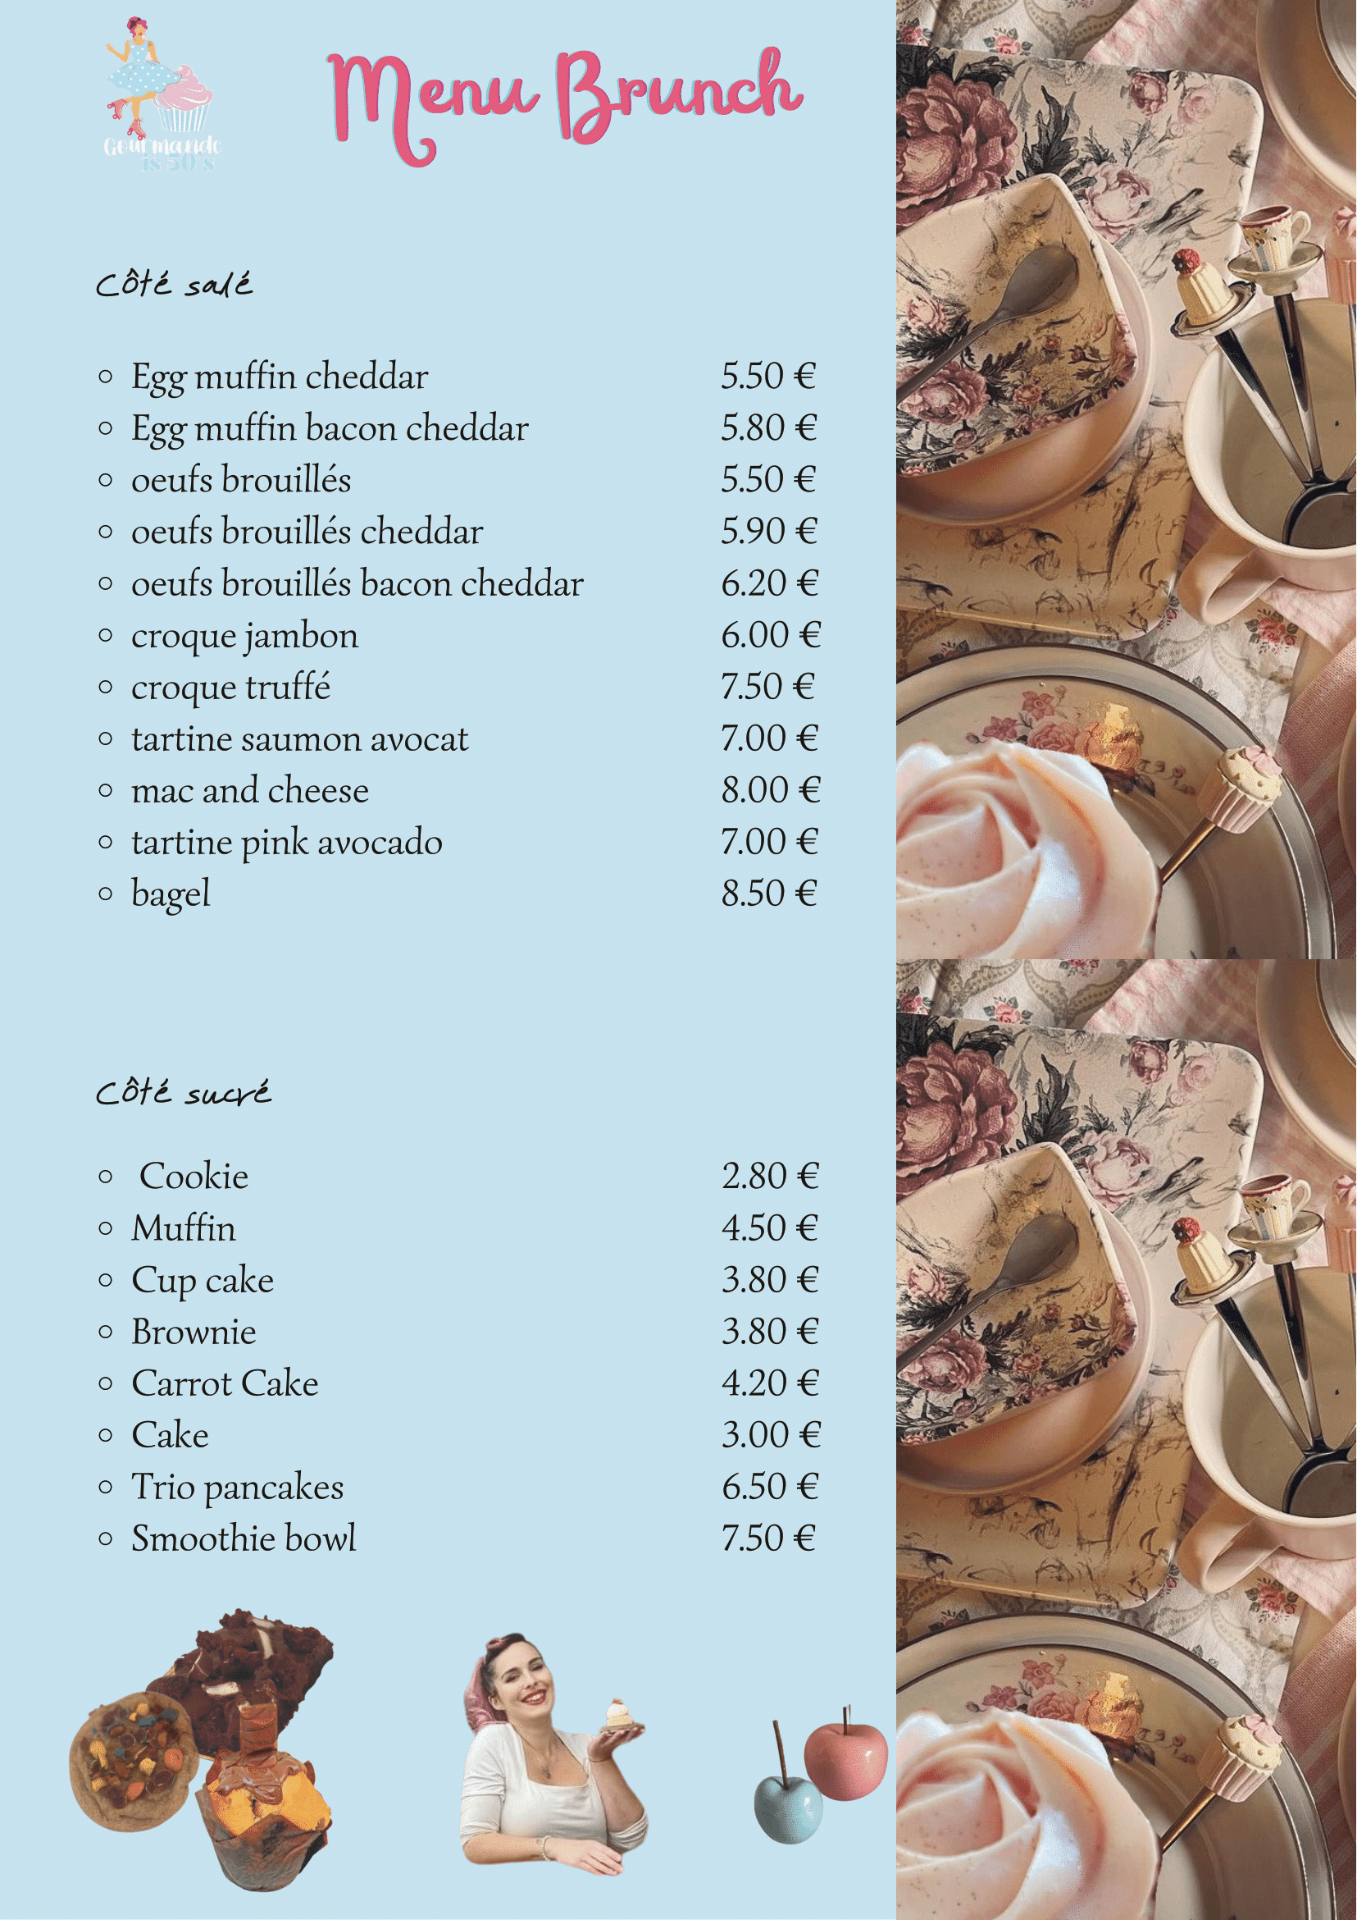 Gourmande
is 50's
Menu Brunch
Côté salé
Egg muffin cheddar 5.50 €
Egg muffin bacon cheddar 5.80 €
oeufs brouillés 5.50 €
oeufs brouillés cheddar 5.90 €
oeufs brouillés bacon cheddar 6.20 €
croque jambon 6.00 €
croque truffé 7.50 €
tartine saumon avocat 7.00 €
mac and cheese 8.00 €
tartine pink avocado 7.00 €
bagel 8.50 €
Côté sucré
Cookie 2.80 €
Muffin 4.50 €
Cup cake 3.80 €
Brownie 3.80 €
Carrot Cake 4.20 €
Cake 3.00 €
Trio pancakes 6.50 €
Smoothie bowl 7.50 €